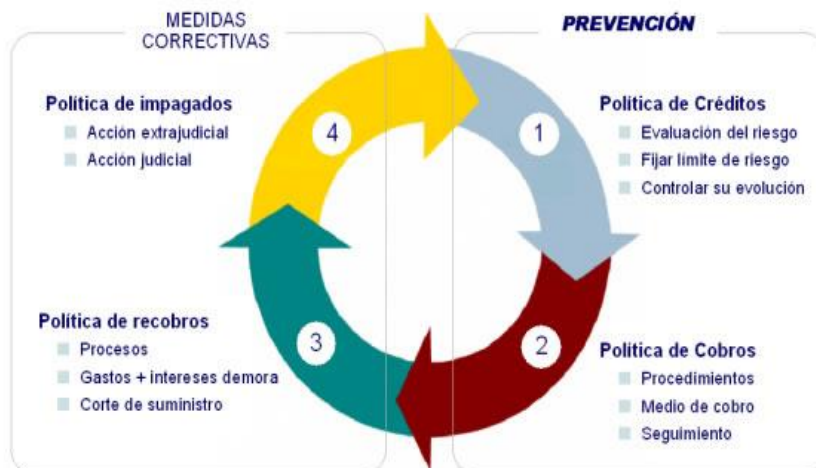 MEDIDAS
CORRECTIVAS
PREVENCIÓN
Política de impagados
Acción extrajudicial
Acción judicial
4
1
Política de Créditos
Evaluación del riesgo
Fijar límite de riesgo
Controlar su evolución
Política de recobros
Procesos
Gastos + intereses demora
Corte de suministro
3
2
Política de Cobros
Procedimientos
Medio de cobro
Seguimiento